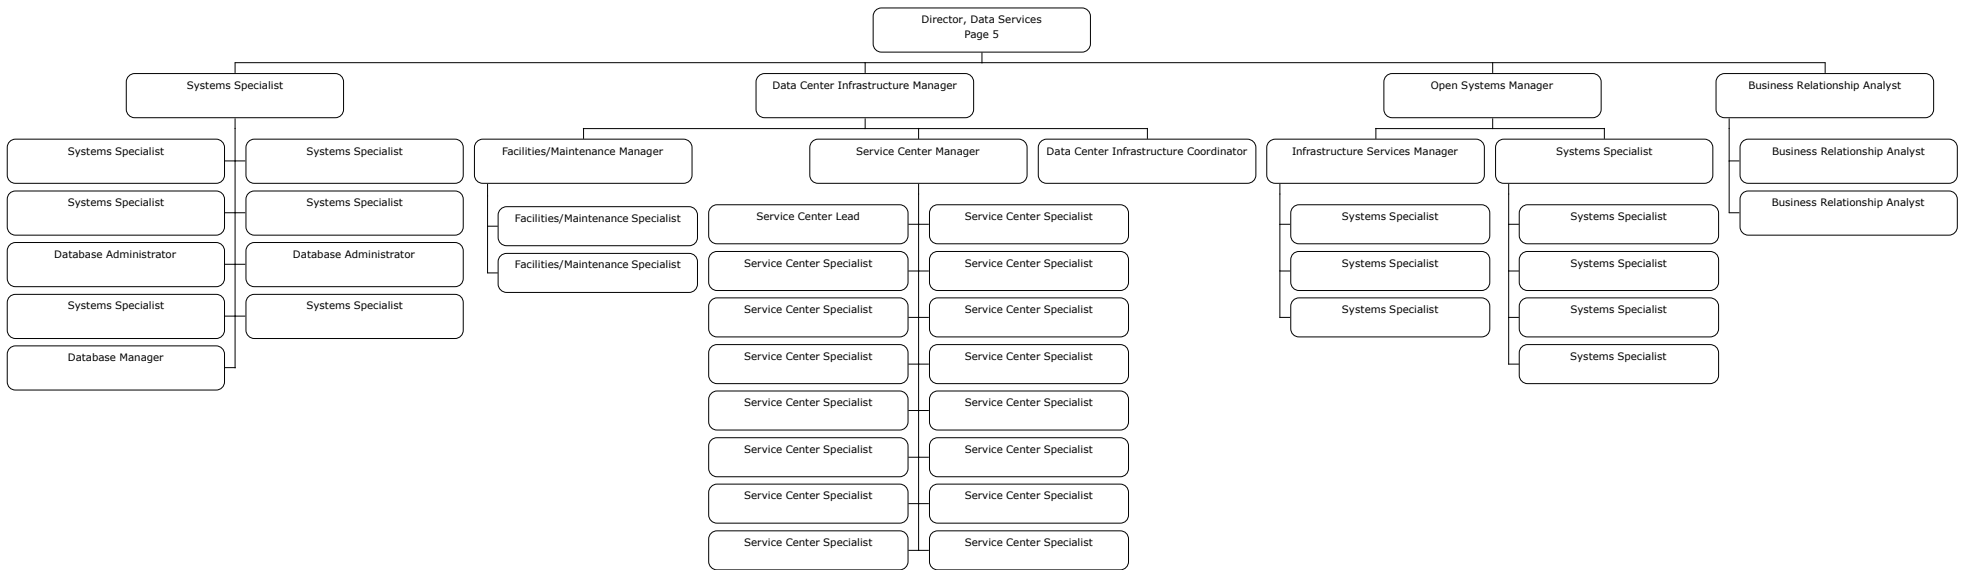 Director, Data Services
Page 5
Systems Specialist
Data Center Infrastructure Manager
Open Systems Manager
Business Relationship Analyst
Systems Specialist
Systems Specialist
Facilities/Maintenance Manager
Service Center Manager
Data Center Infrastructure Coordinator
Infrastructure Services Manager
Systems Specialist
Business Relationship Analyst
Systems Specialist
Systems Specialist
Facilities/Maintenance Specialist
Service Center Lead
Service Center Specialist
Systems Specialist
Systems Specialist
Business Relationship Analyst
Database Administrator
Database Administrator
Facilities/Maintenance Specialist
Service Center Specialist
Service Center Specialist
Systems Specialist
Systems Specialist
Systems Specialist
Systems Specialist
Service Center Specialist
Service Center Specialist
Systems Specialist
Systems Specialist
Database Manager
Service Center Specialist
Service Center Specialist
Systems Specialist
Service Center Specialist
Service Center Specialist
Service Center Specialist
Service Center Specialist
Service Center Specialist
Service Center Specialist
Service Center Specialist
Service Center Specialist